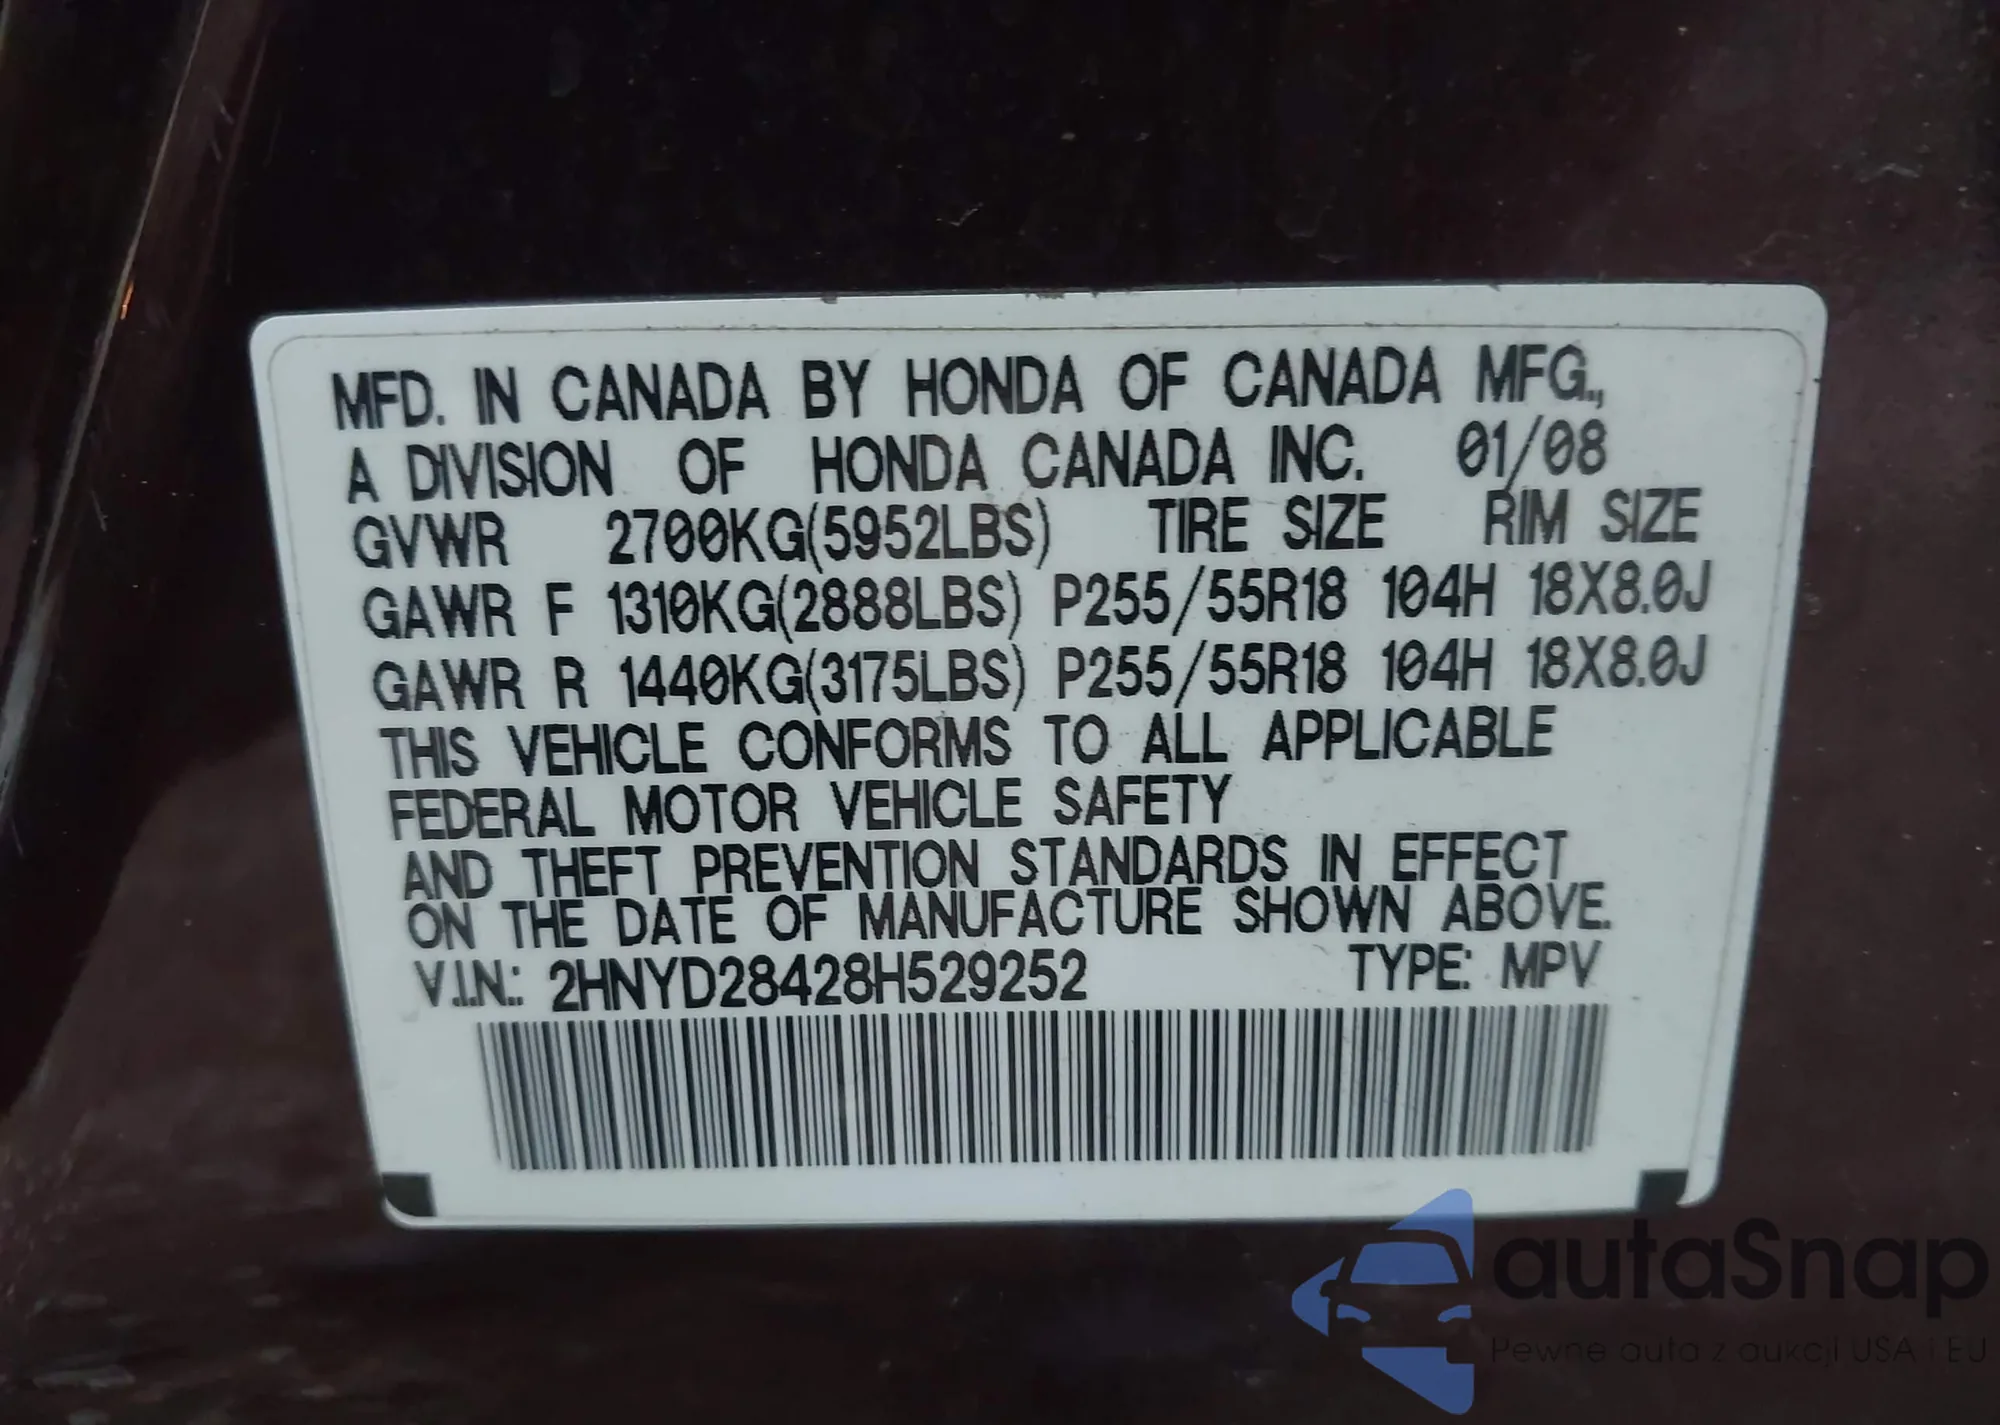 MFD. IN CANADA BY HONDA OF CANADA MFG.,
A DIVISION OF HONDA CANADA INC. 01/08
GVWR 2700KG(5952LBS) TIRE SIZE RIM SIZE
GAWR F 1310KG(2888LBS) P255/55R18 104H 18X8.0J
GAWR R 1440KG(3175LBS) P255/55R18 104H 18X8.0J
THIS VEHICLE CONFORMS TO ALL APPLICABLE
FEDERAL MOTOR VEHICLE SAFETY
AND THEFT PREVENTION STANDARDS IN EFFECT
ON THE DATE OF MANUFACTURE SHOWN ABOVE.
V.I.N.: 2HNYD28428H529252 TYPE: MPV
autaSnap
Pewne auta z aukcji USA i EU